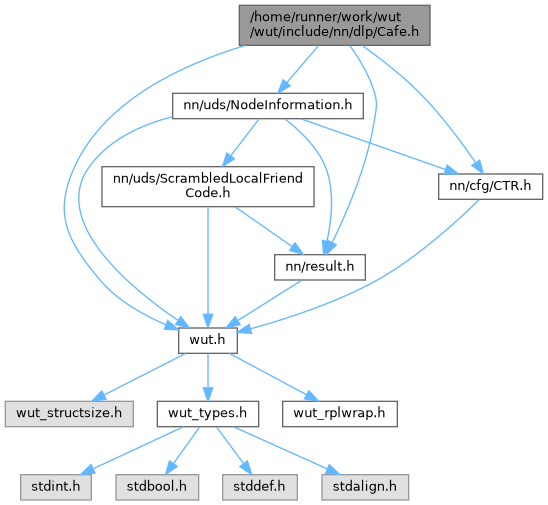 /home/runner/work/wut
/wut/include/nn/dlp/Cafe.h
nn/uds/NodeInformation.h
nn/uds/ScrambledLocalFriend
Code.h
nn/cfg/CTR.h
nn/result.h
wut.h
wut_structsize.h
wut_types.h
wut_rplwrap.h
stdint.h
stdbool.h
stddef.h
stdalign.h